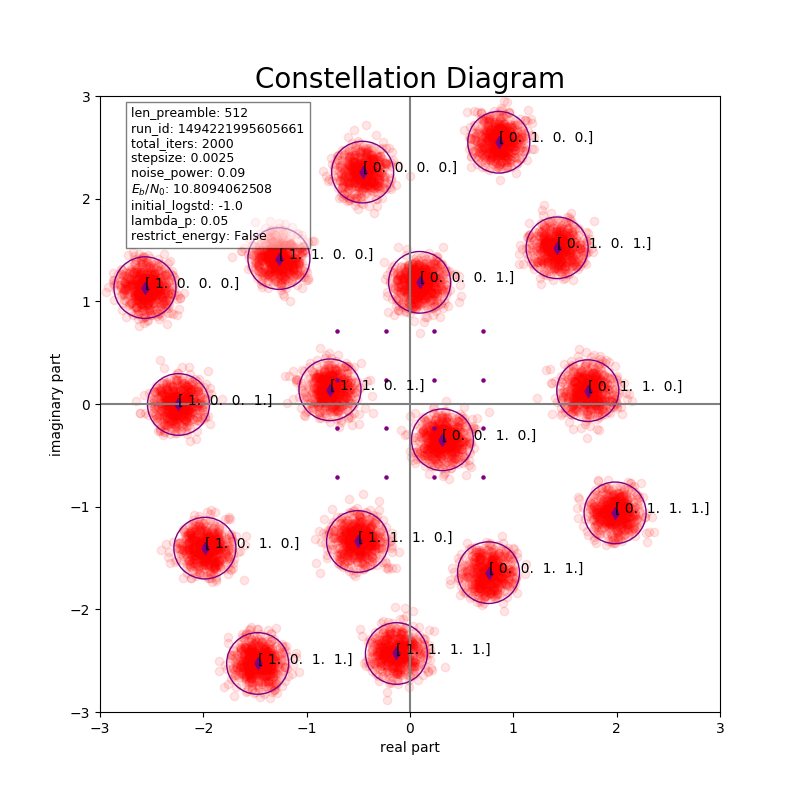 Constellation Diagram
len_preamble: 512
run_id: 1494221995605661
total_iters: 2000
stepsize: 0.0025
noise_power: 0.09
E_b/N_0: 10.8094062508
initial_logstd: -1.0
lambda_p: 0.05
restrict_energy: False
[ 0. 1. 0. 0.]
[ 0. 0. 0. 0.]
[ 0. 1. 0. 1.]
[ 1. 1. 0. 0.]
[ 0. 0. 0. 1.]
[ 1. 0. 0. 0.]
[ 1. 1. 0. 1.]
[ 0. 1. 1. 0.]
[ 1. 0. 0. 1.]
[ 0. 0. 1. 0.]
[ 0. 1. 1. 1.]
[ 1. 1. 1. 0.]
[ 1. 0. 1. 0.]
[ 0. 0. 1. 1.]
[ 1. 1. 1. 1.]
[ 1. 0. 1. 1.]
3
2
1
0
−1
−2
−3
imaginary part
−3 −2 −1 0 1 2 3
real part